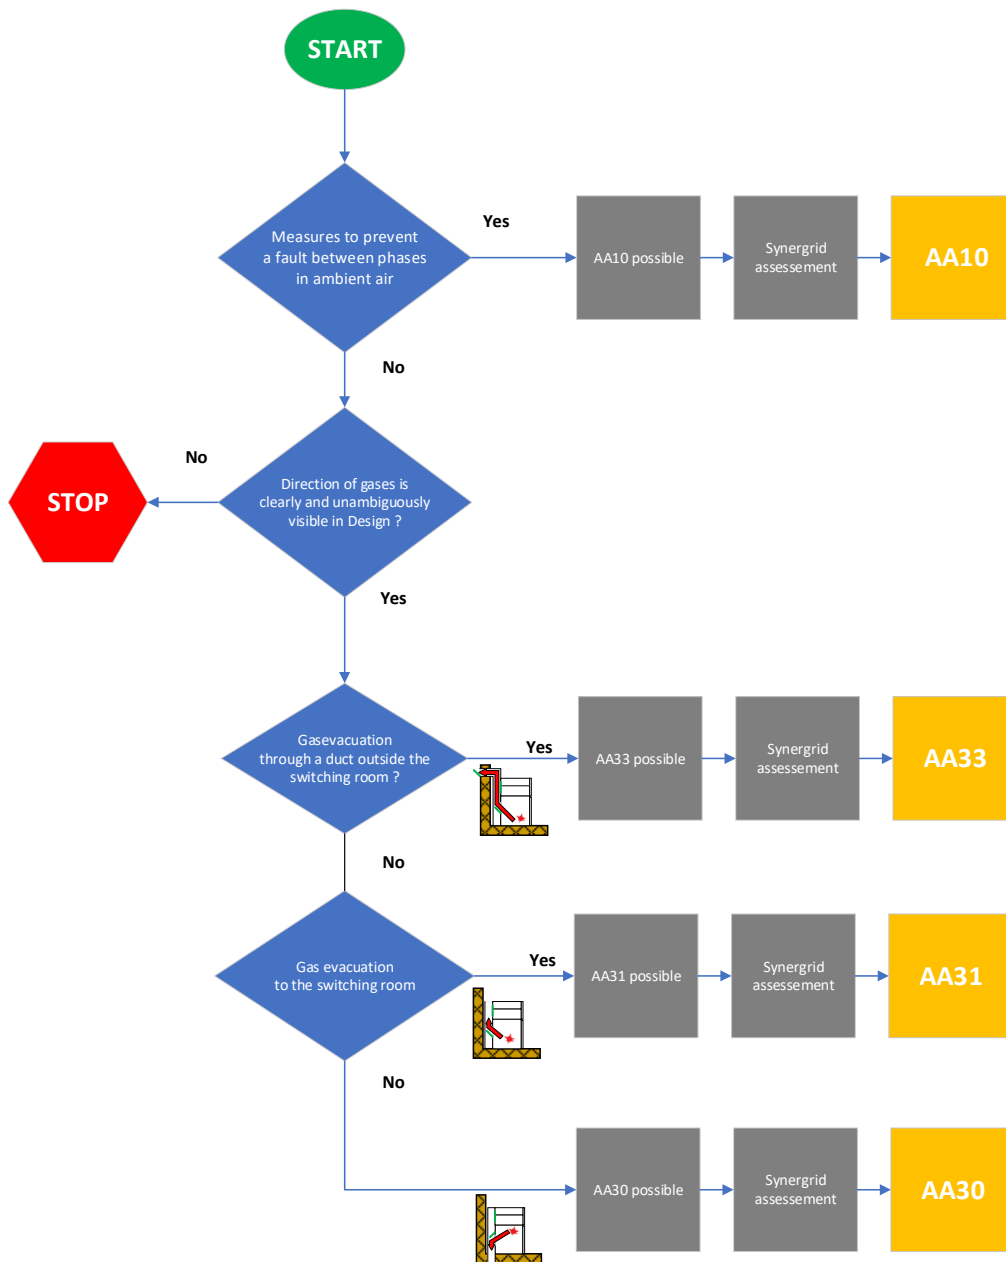 START
Measures to prevent
a fault between phases
in ambient air
Yes
AA10 possible
Synergrid
assessement
AA10
No
Direction of gases is
clearly and unambiguously
visible in Design ?
No
STOP
Yes
Gasevacuation
through a duct outside the
switching room ?
Yes
AA33 possible
Synergrid
assessment
AA33
No
Gas evacuation
to the switching room
Yes
AA31 possible
Synergrid
assessment
AA31
No
AA30 possible
Synergrid
assessment
AA30